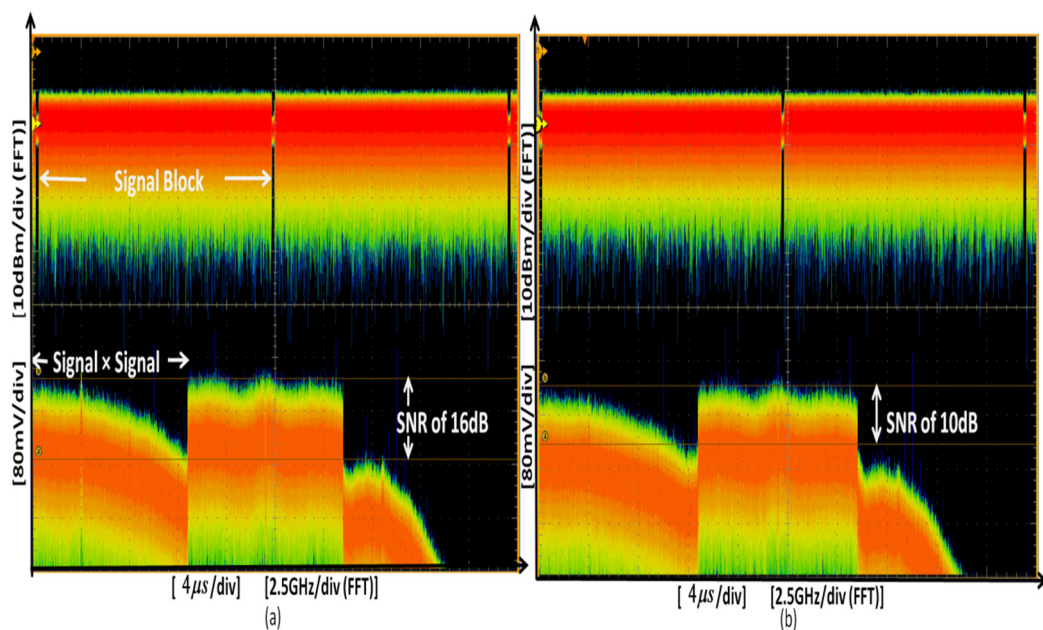 [10dBm/div (FFT)]
[80mV/div]
Signal Block
Signal × Signal
SNR of 16dB
[ 4μs/div] [2.5GHz/div (FFT)]
(a)
[10dBm/div (FFT)]
[80mV/div]
SNR of 10dB
[ 4μs/div] [2.5GHz/div (FFT)]
(b)